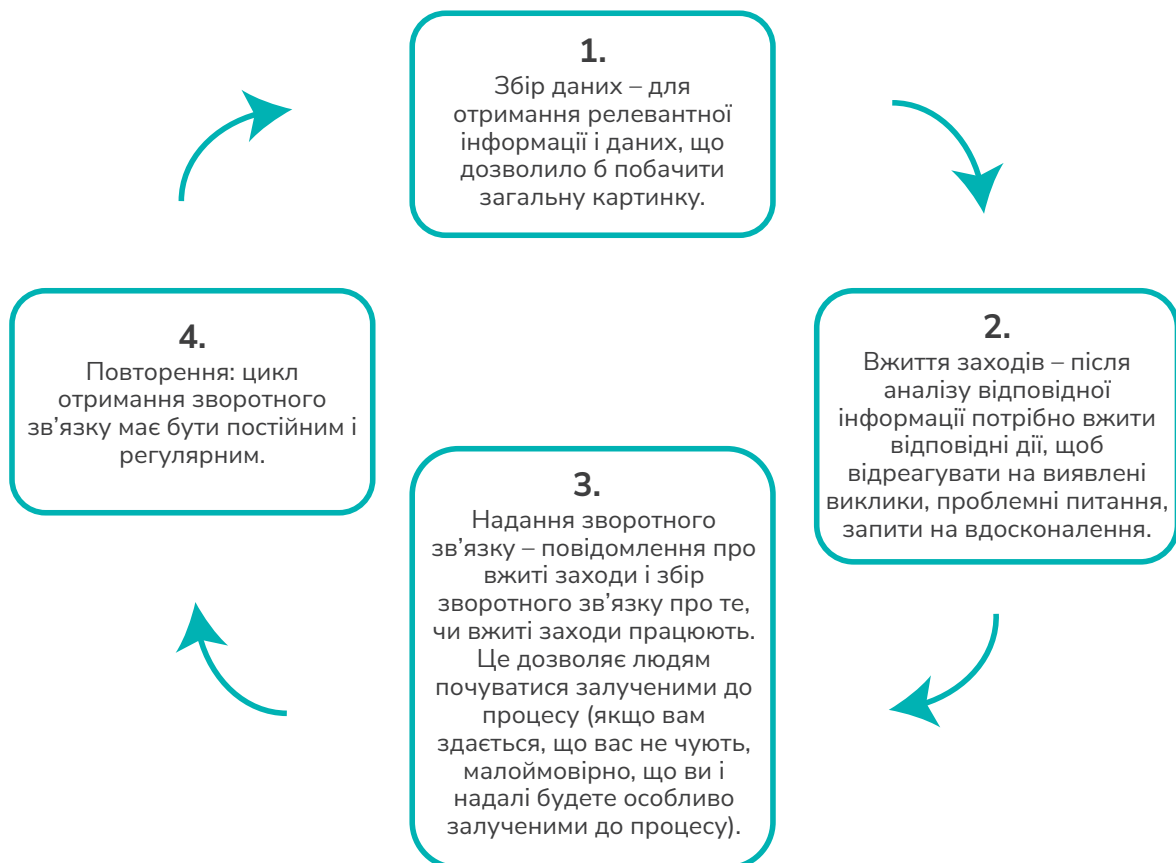 1.
Збір даних – для
отримання релевантної
інформації і даних, що
дозволило б побачити
загальну картинку.
2.
Вжиття заходів – після
аналізу відповідної
інформації потрібно вжити
відповідні дії, щоб
відреагувати на виявлені
виклики, проблемні питання,
запити на вдосконалення.
3.
Надання зворотного
зв’язку – повідомлення про
вжиті заходи і збір
зворотного зв’язку про те,
чи вжиті заходи працюють.
Це дозволяє людям
почуватися залученими до
процесу (якщо вам
здається, що вас не чують,
малоймовірно, що ви і
надалі будете особливо
залученими до процесу).
4.
Повторення: цикл
отримання зворотного
зв’язку має бути постійним і
регулярним.